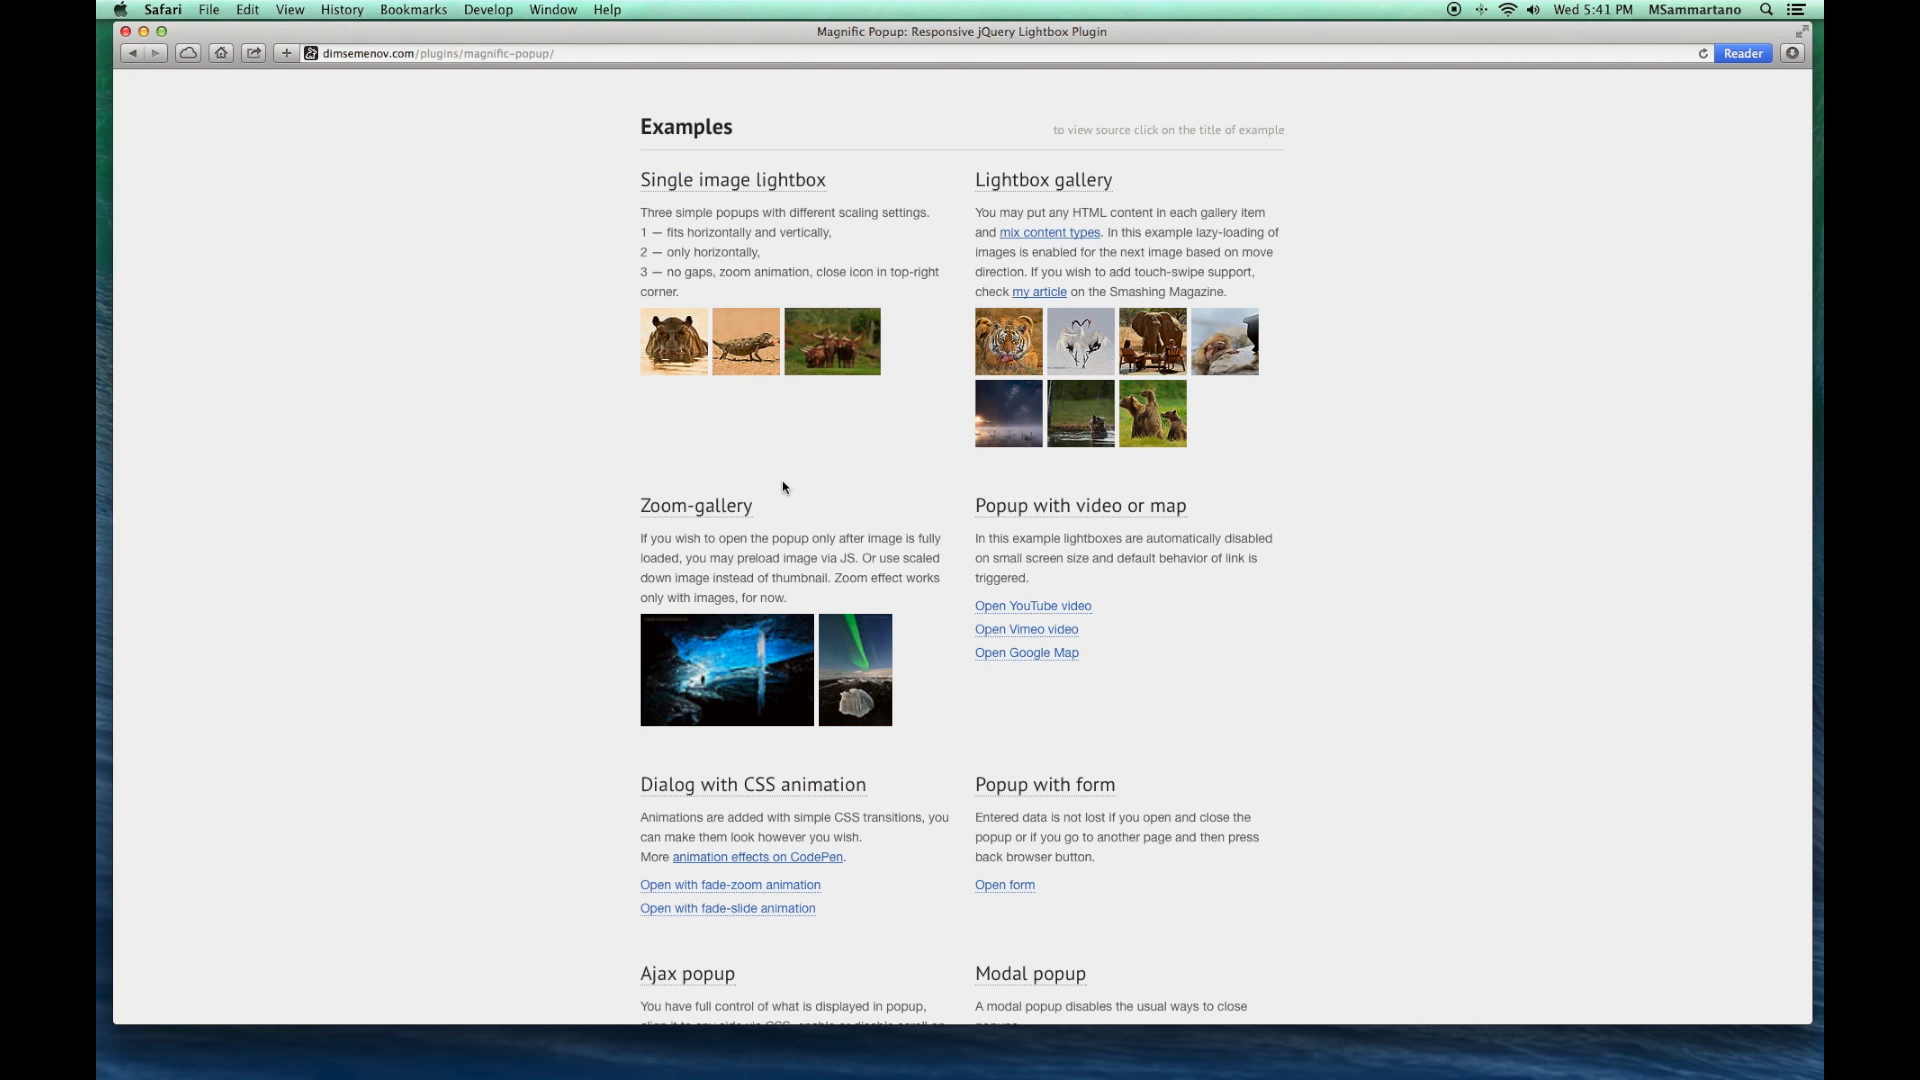 Safari File Edit View History Bookmarks Develop Window Help Wed 5:41 PM MSammartano
Magnific Popup: Responsive jQuery Lightbox Plugin
dimsemenov.com/plugins/magnific-popup/ Reader
Examples
to view source click on the title of example
Single image lightbox
Three simple popups with different scaling settings.
1 — fits horizontally and vertically,
2 — only horizontally,
3 — no gaps, zoom animation, close icon in top-right
corner.
Lightbox gallery
You may put any HTML content in each gallery item
and mix content types. In this example lazy-loading of
images is enabled for the next image based on move
direction. If you wish to add touch-swipe support,
check my article on the Smashing Magazine.
Zoom-gallery
If you wish to open the popup only after image is fully
loaded, you may preload image via JS. Or use scaled
down image instead of thumbnail. Zoom effect works
only with images, for now.
Popup with video or map
In this example lightboxes are automatically disabled
on small screen size and default behavior of link is
triggered.
Open YouTube video
Open Vimeo video
Open Google Map
Dialog with CSS animation
Animations are added with simple CSS transitions, you
can make them look however you wish.
More animation effects on CodePen.
Open with fade-zoom animation
Open with fade-slide animation
Popup with form
Entered data is not lost if you open and close the
popup or if you go to another page and then press
back browser button.
Open form
Ajax popup
You have full control of what is displayed in popup,
Modal popup
A modal popup disables the usual ways to close